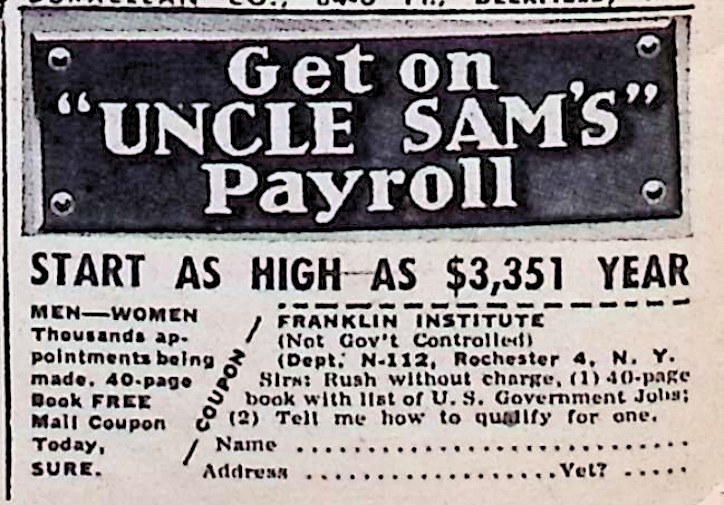 CO.,
Get on
"UNCLE SAM'S"
Payroll
START AS HIGH AS $3,351 YEAR
MEN—WOMEN
Thousands ap-
pointments being
made. 40-page
Book FREE
Mail Coupon
Today,
SURE.
COUPON
FRANKLIN INSTITUTE
(Not Gov't Controlled)
(Dept. N-112, Rochester 4, N. Y.
Sirs: Rush without charge, (1) 40-page
book with list of U. S. Government Jobs;
(2) Tell me how to qualify for one.
Name ..............................
Address ...................Vet? .....